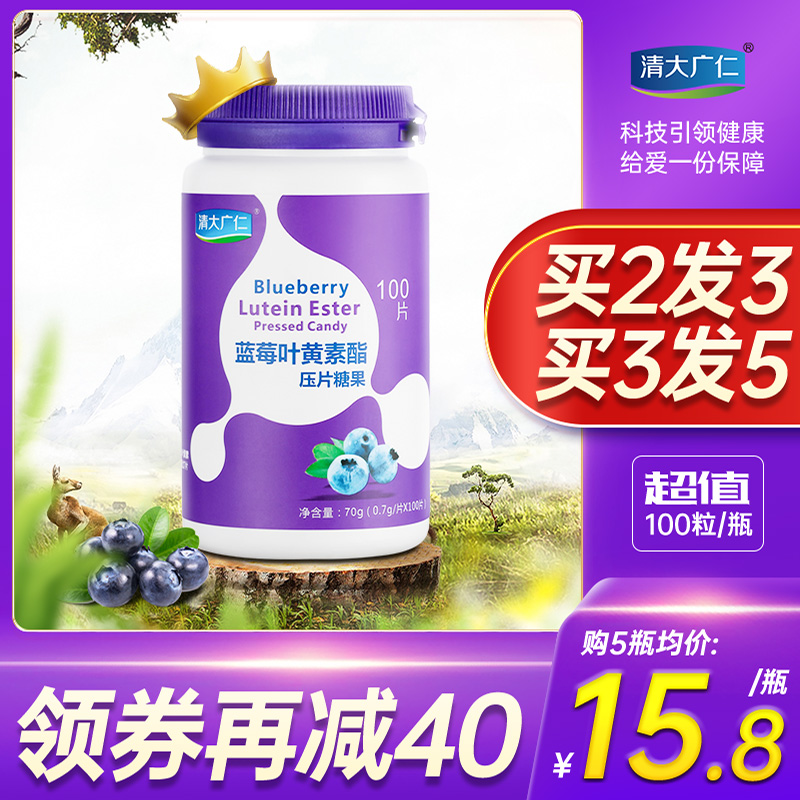 清大广仁®
科技引领健康
给爱一份保障
清大广仁®
Blueberry
Lutein Ester
Pressed Candy
100片
蓝莓叶黄素酯
压片糖果
净含量:70g(0.7g/片X100片)
买2发3
买3发5
超值
100粒/瓶
购5瓶均价:
¥15.8/瓶
领券再减40